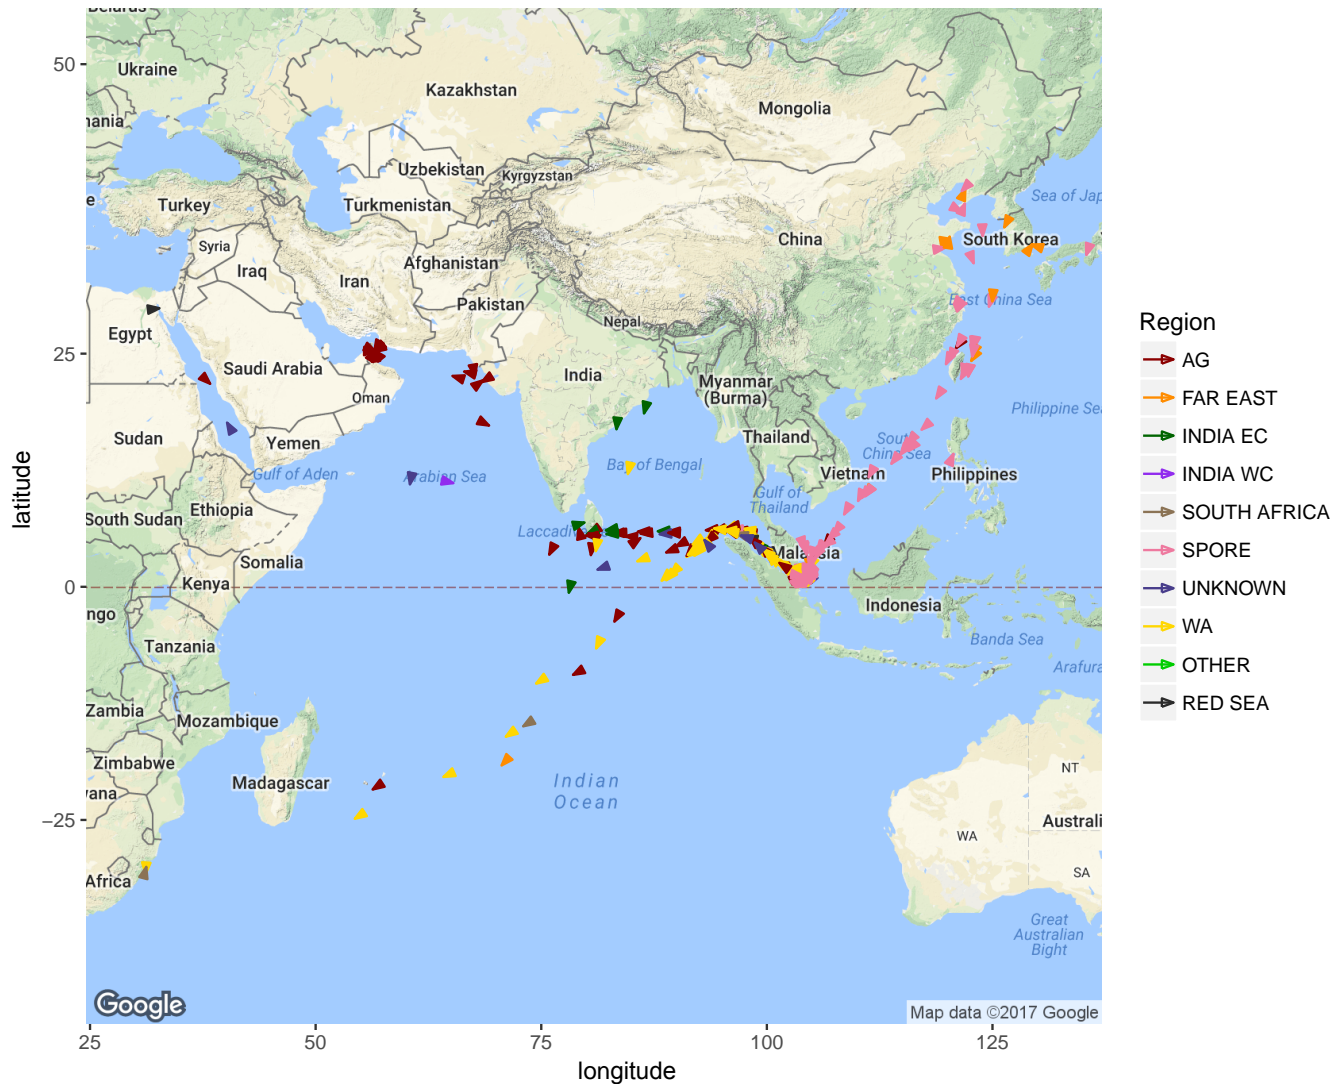 Belarus
50
Ukraine
Kazakhstan
Mongolia
ania
Uzbekistan
Kyrgyzstan
e
Turkey
Turkmenistan
Sea of Jap
Syria
China
South Korea
Afghanistan
Iraq
Iran
Pakistan
East China Sea
Egypt
Nepal
25
Saudi Arabia
India
Myanmar
(Burma)
Oman
Philippine Sea
Sudan
Yemen
Thailand
South
China Sea
Bay of Bengal
Gulf of Aden
Arabian Sea
Vietnam
Philippines
Gulf of
Thailand
Ethiopia
South Sudan
Laccadi
Somalia
Malaysia
Kenya
0
ngo
Indonesia
Banda Sea
Tanzania
Arafura
Zambia
Mozambique
Zimbabwe
NT
Madagascar
Indian
Ocean
wana
−25
Australi
WA
Africa
SA
Great
Australian
Bight
Google
Map data ©2017 Google
25
50
75
100
125
longitude
latitude
Region
AG
FAR EAST
INDIA EC
INDIA WC
SOUTH AFRICA
SPORE
UNKNOWN
WA
OTHER
RED SEA